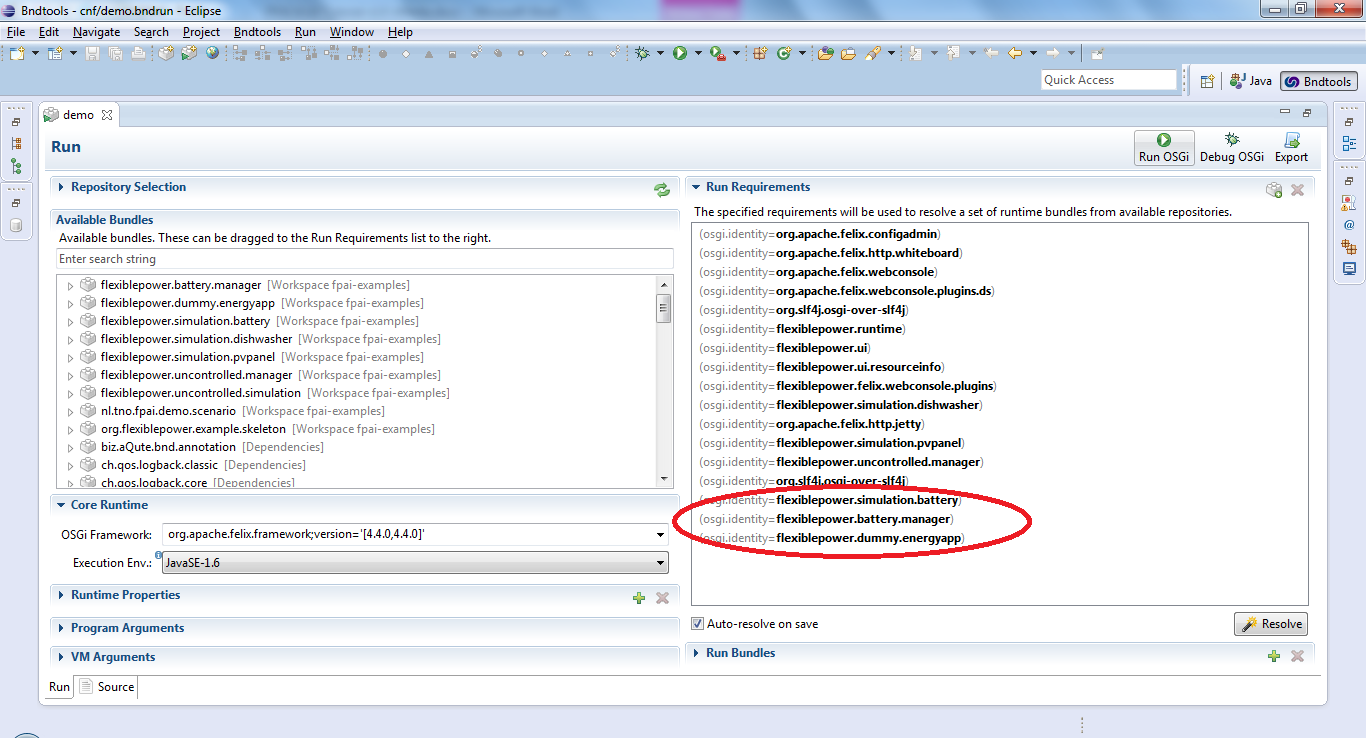 Bndtools - cnf/demo.bndrun - Eclipse
File Edit Navigate Search Project Bndtools Run Window Help
Quick Access
Java
Bndtools
demo
Run
Run OSGi
Debug OSGi
Export
Repository Selection
Available Bundles
Available bundles. These can be dragged to the Run Requirements list to the right.
Enter search string
flexiblepower.battery.manager [Workspace fpai-examples]
flexiblepower.dummy.energyapp [Workspace fpai-examples]
flexiblepower.simulation.battery [Workspace fpai-examples]
flexiblepower.simulation.dishwasher [Workspace fpai-examples]
flexiblepower.simulation.pvpanel [Workspace fpai-examples]
flexiblepower.uncontrolled.manager [Workspace fpai-examples]
flexiblepower.uncontrolled.simulation [Workspace fpai-examples]
nl.tno.fpai.demo.scenario [Workspace fpai-examples]
org.flexiblepower.example.skeleton [Workspace fpai-examples]
biz.aQute.bnd.annotation [Dependencies]
ch.qos.logback.classic [Dependencies]
ch.qos.logback.core [Dependencies]
Core Runtime
OSGi Framework: org.apache.felix.framework;version='[4.4.0,4.4.0]'
Execution Env.: JavaSE-1.6
Runtime Properties
Program Arguments
VM Arguments
Run Requirements
The specified requirements will be used to resolve a set of runtime bundles from available repositories.
(osgi.identity=org.apache.felix.configadmin)
(osgi.identity=org.apache.felix.http.whiteboard)
(osgi.identity=org.apache.felix.webconsole)
(osgi.identity=org.apache.felix.webconsole.plugins.ds)
(osgi.identity=org.slf4j.osgi-over-slf4j)
(osgi.identity=flexiblepower.runtime)
(osgi.identity=flexiblepower.ui)
(osgi.identity=flexiblepower.ui.resourceinfo)
(osgi.identity=flexiblepower.felix.webconsole.plugins)
(osgi.identity=flexiblepower.simulation.dishwasher)
(osgi.identity=org.apache.felix.http.jetty)
(osgi.identity=flexiblepower.simulation.pvpanel)
(osgi.identity=flexiblepower.uncontrolled.manager)
(osgi.identity=org.slf4j.osgi-over-slf4j)
(osgi.identity=flexiblepower.simulation.battery)
(osgi.identity=flexiblepower.battery.manager)
(osgi.identity=flexiblepower.dummy.energyapp)
Auto-resolve on save
Resolve
Run Bundles
Run
Source